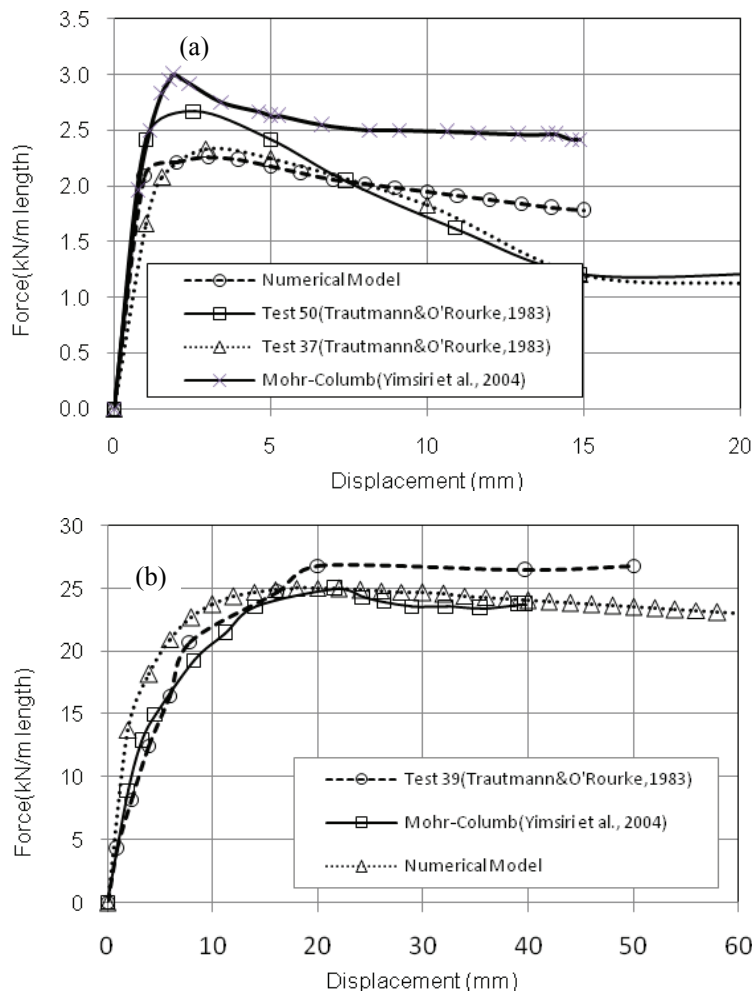 (a)
3.5
3.0
2.5
2.0
1.5
1.0
0.5
0.0
Force(kN/m length)
Numerical Model
Test 50(Trautmann&O'Rourke,1983)
Test 37(Trautmann&O'Rourke,1983)
Mohr-Columb(Yimsiri et al., 2004)
0 5 10 15 20
Displacement (mm)
(b)
30
25
20
15
10
5
0
Force(kN/m length)
Test 39(Trautmann&O'Rourke,1983)
Mohr-Columb(Yimsiri et al., 2004)
Numerical Model
0 10 20 30 40 50 60
Displacement (mm)